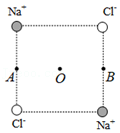 Na⁺ Cl⁻
A O B
Cl⁻ Na⁺